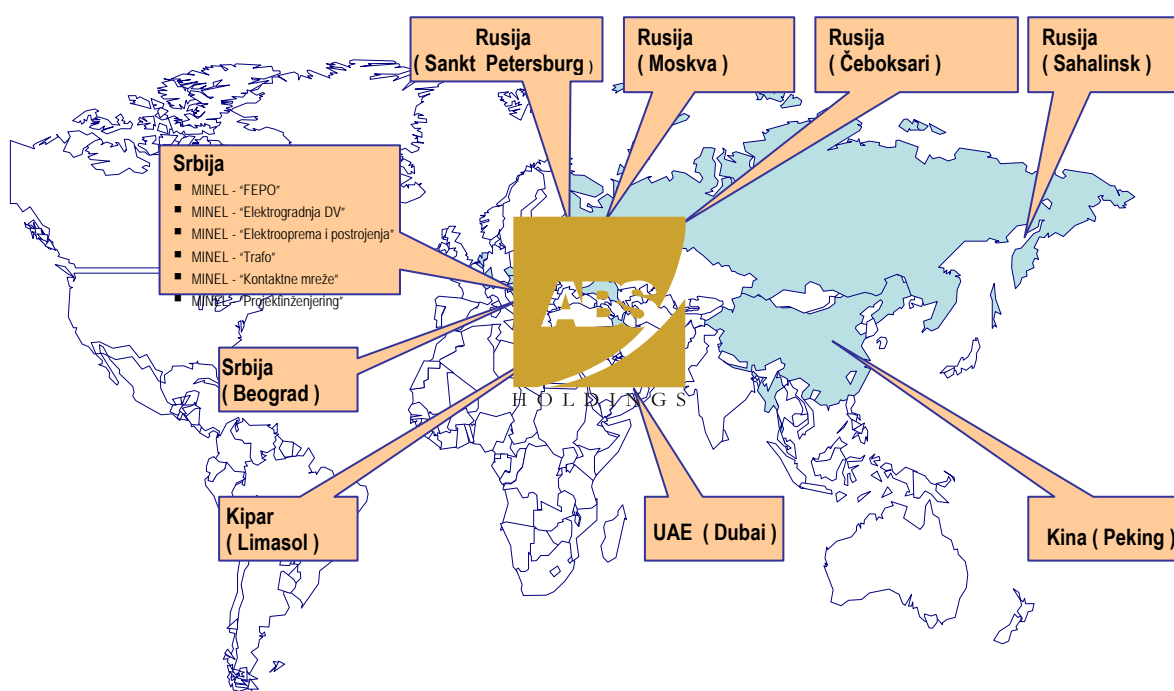 Rusija
( Sankt Petersburg )
Rusija
( Moskva )
Rusija
( Čeboksari )
Rusija
( Sahalinsk )
Srbija
MINEL - “FEPO”
MINEL - “Elektrogradnja DV”
MINEL - “Elektrooprema i postrojenja”
MINEL - “Trafo”
MINEL - “Kontaktne mreže”
MINEL - “Projektinženjering”
ABS
HOLDINGS
Srbija
( Beograd )
Kipar
( Limasol )
UAE ( Dubai )
Kina ( Peking )